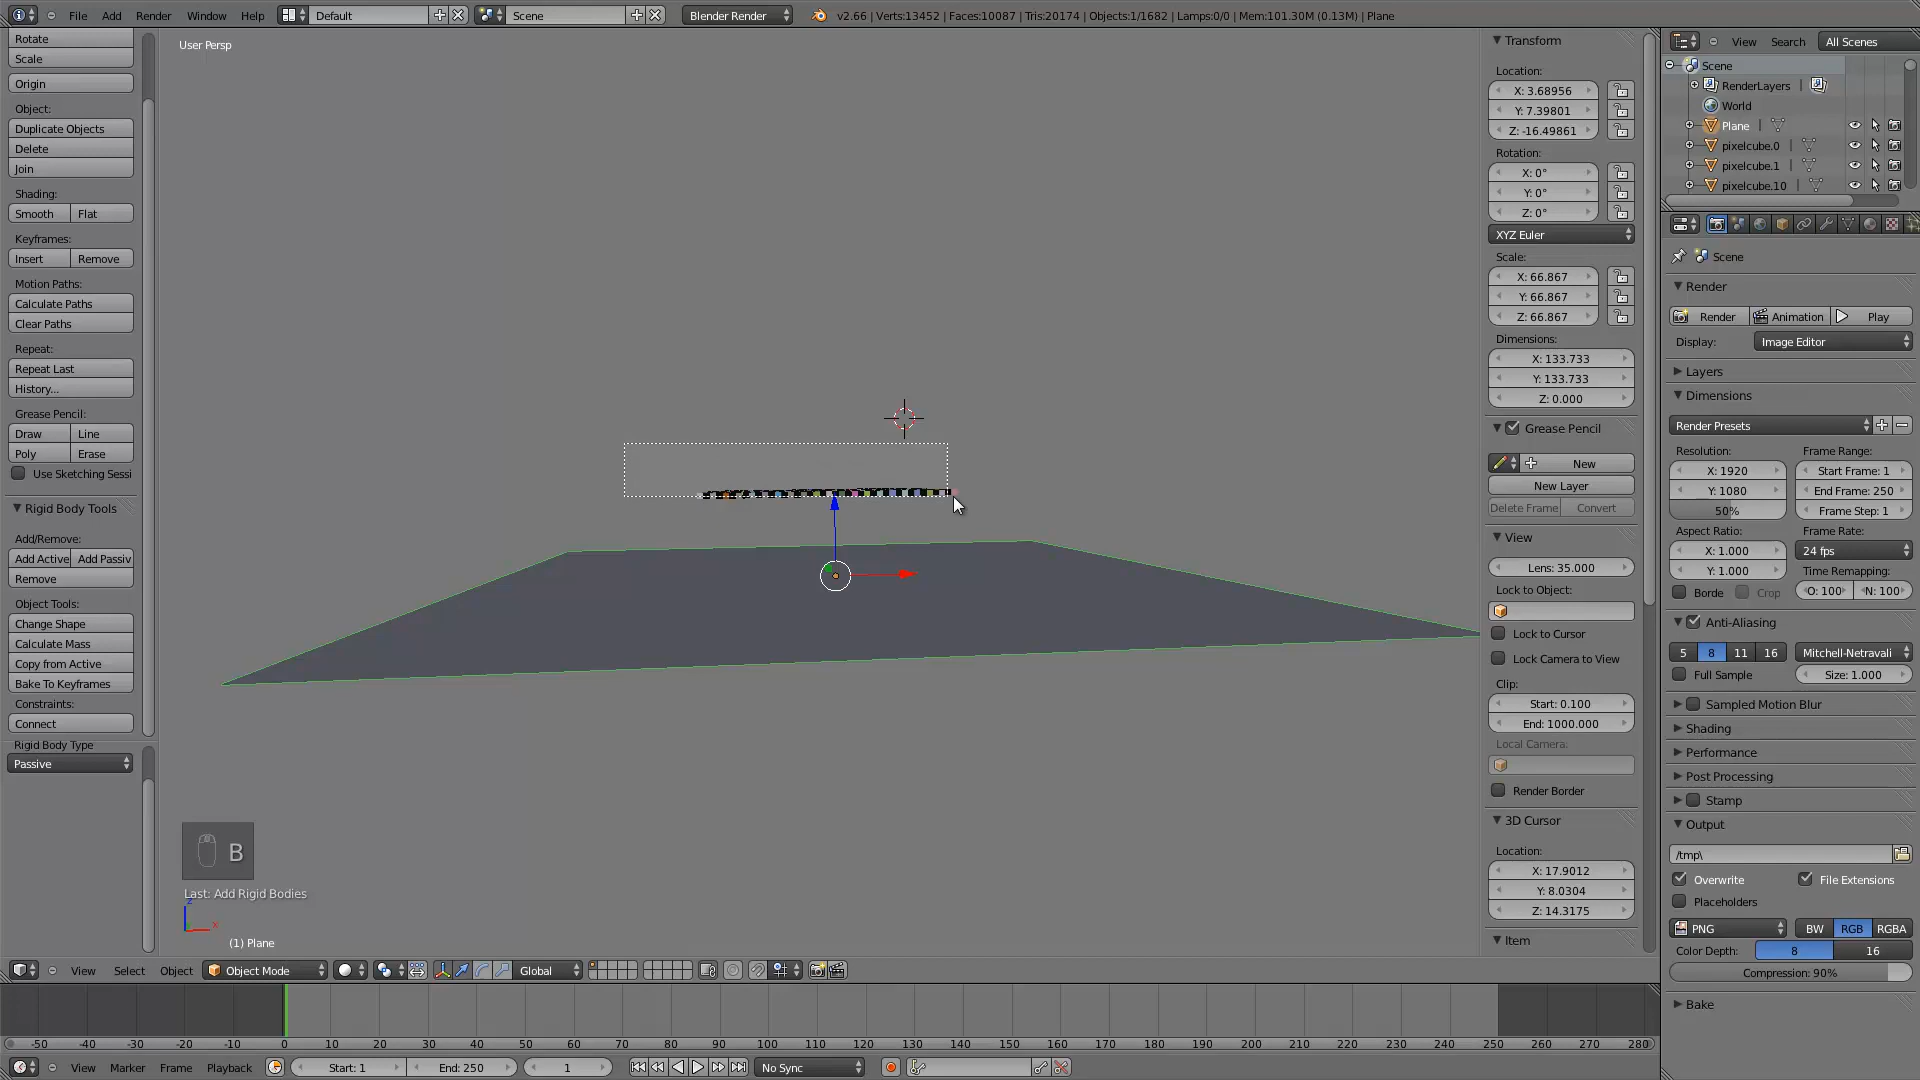 File Add Render Window Help Default Scene Blender Render v2.66 | Verts:13452 | Faces:10087 | Tris:20174 | Objects:1/1682 | Lamps:0/0 | Mem:101.30M (0.13M) | Plane
Rotate
Scale
Origin
Object:
Duplicate Objects
Delete
Join
Shading:
Smooth Flat
Keyframes:
Insert Remove
Motion Paths:
Calculate Paths
Clear Paths
Repeat:
Repeat Last
History...
Grease Pencil:
Draw Line
Poly Erase
Use Sketching Sessi
Rigid Body Tools
Add/Remove:
Add Active Add Passiv
Remove
Object Tools:
Change Shape
Calculate Mass
Copy from Active
Bake To Keyframes
Constraints:
Connect
Rigid Body Type
Passive
User Persp
B
Last: Add Rigid Bodies
z
x
(1) Plane
Transform
Location:
X: 3.68956
Y: 7.39801
Z: -16.49861
Rotation:
X: 0°
Y: 0°
Z: 0°
XYZ Euler
Scale:
X: 66.867
Y: 66.867
Z: 66.867
Dimensions:
X: 133.733
Y: 133.733
Z: 0.000
Grease Pencil
New
New Layer
Delete Frame Convert
View
Lens: 35.000
Lock to Object:
Lock to Cursor
Lock Camera to View
Clip:
Start: 0.100
End: 1000.000
Local Camera:
Render Border
3D Cursor
Location:
X: 17.9012
Y: 8.0304
Z: 14.3175
Item
View Search All Scenes
Scene
RenderLayers |
World
Plane |
pixelcube.0 |
pixelcube.1 |
pixelcube.10 |
Scene
Render
Render Animation Play
Display: Image Editor
Layers
Dimensions
Render Presets
Resolution: Frame Range:
X: 1920 Start Frame: 1
Y: 1080 End Frame: 250
50% Frame Step: 1
Aspect Ratio: Frame Rate:
X: 1.000 24 fps
Y: 1.000 Time Remapping:
Borde Crop O: 100 N: 100
Anti-Aliasing
5 8 11 16 Mitchell-Netravali
Full Sample Size: 1.000
Sampled Motion Blur
Shading
Performance
Post Processing
Stamp
Output
/tmp\
Overwrite File Extensions
Placeholders
PNG BW RGB RGBA
Color Depth: 8 16
Compression: 90%
Bake
View Select Object Object Mode Global
-50 -40 -30 -20 -10 0 10 20 30 40 50 60 70 80 90 100 110 120 130 140 150 160 170 180 190 200 210 220 230 240 250 260 270 280
View Marker Frame Playback Start: 1 End: 250 1 No Sync